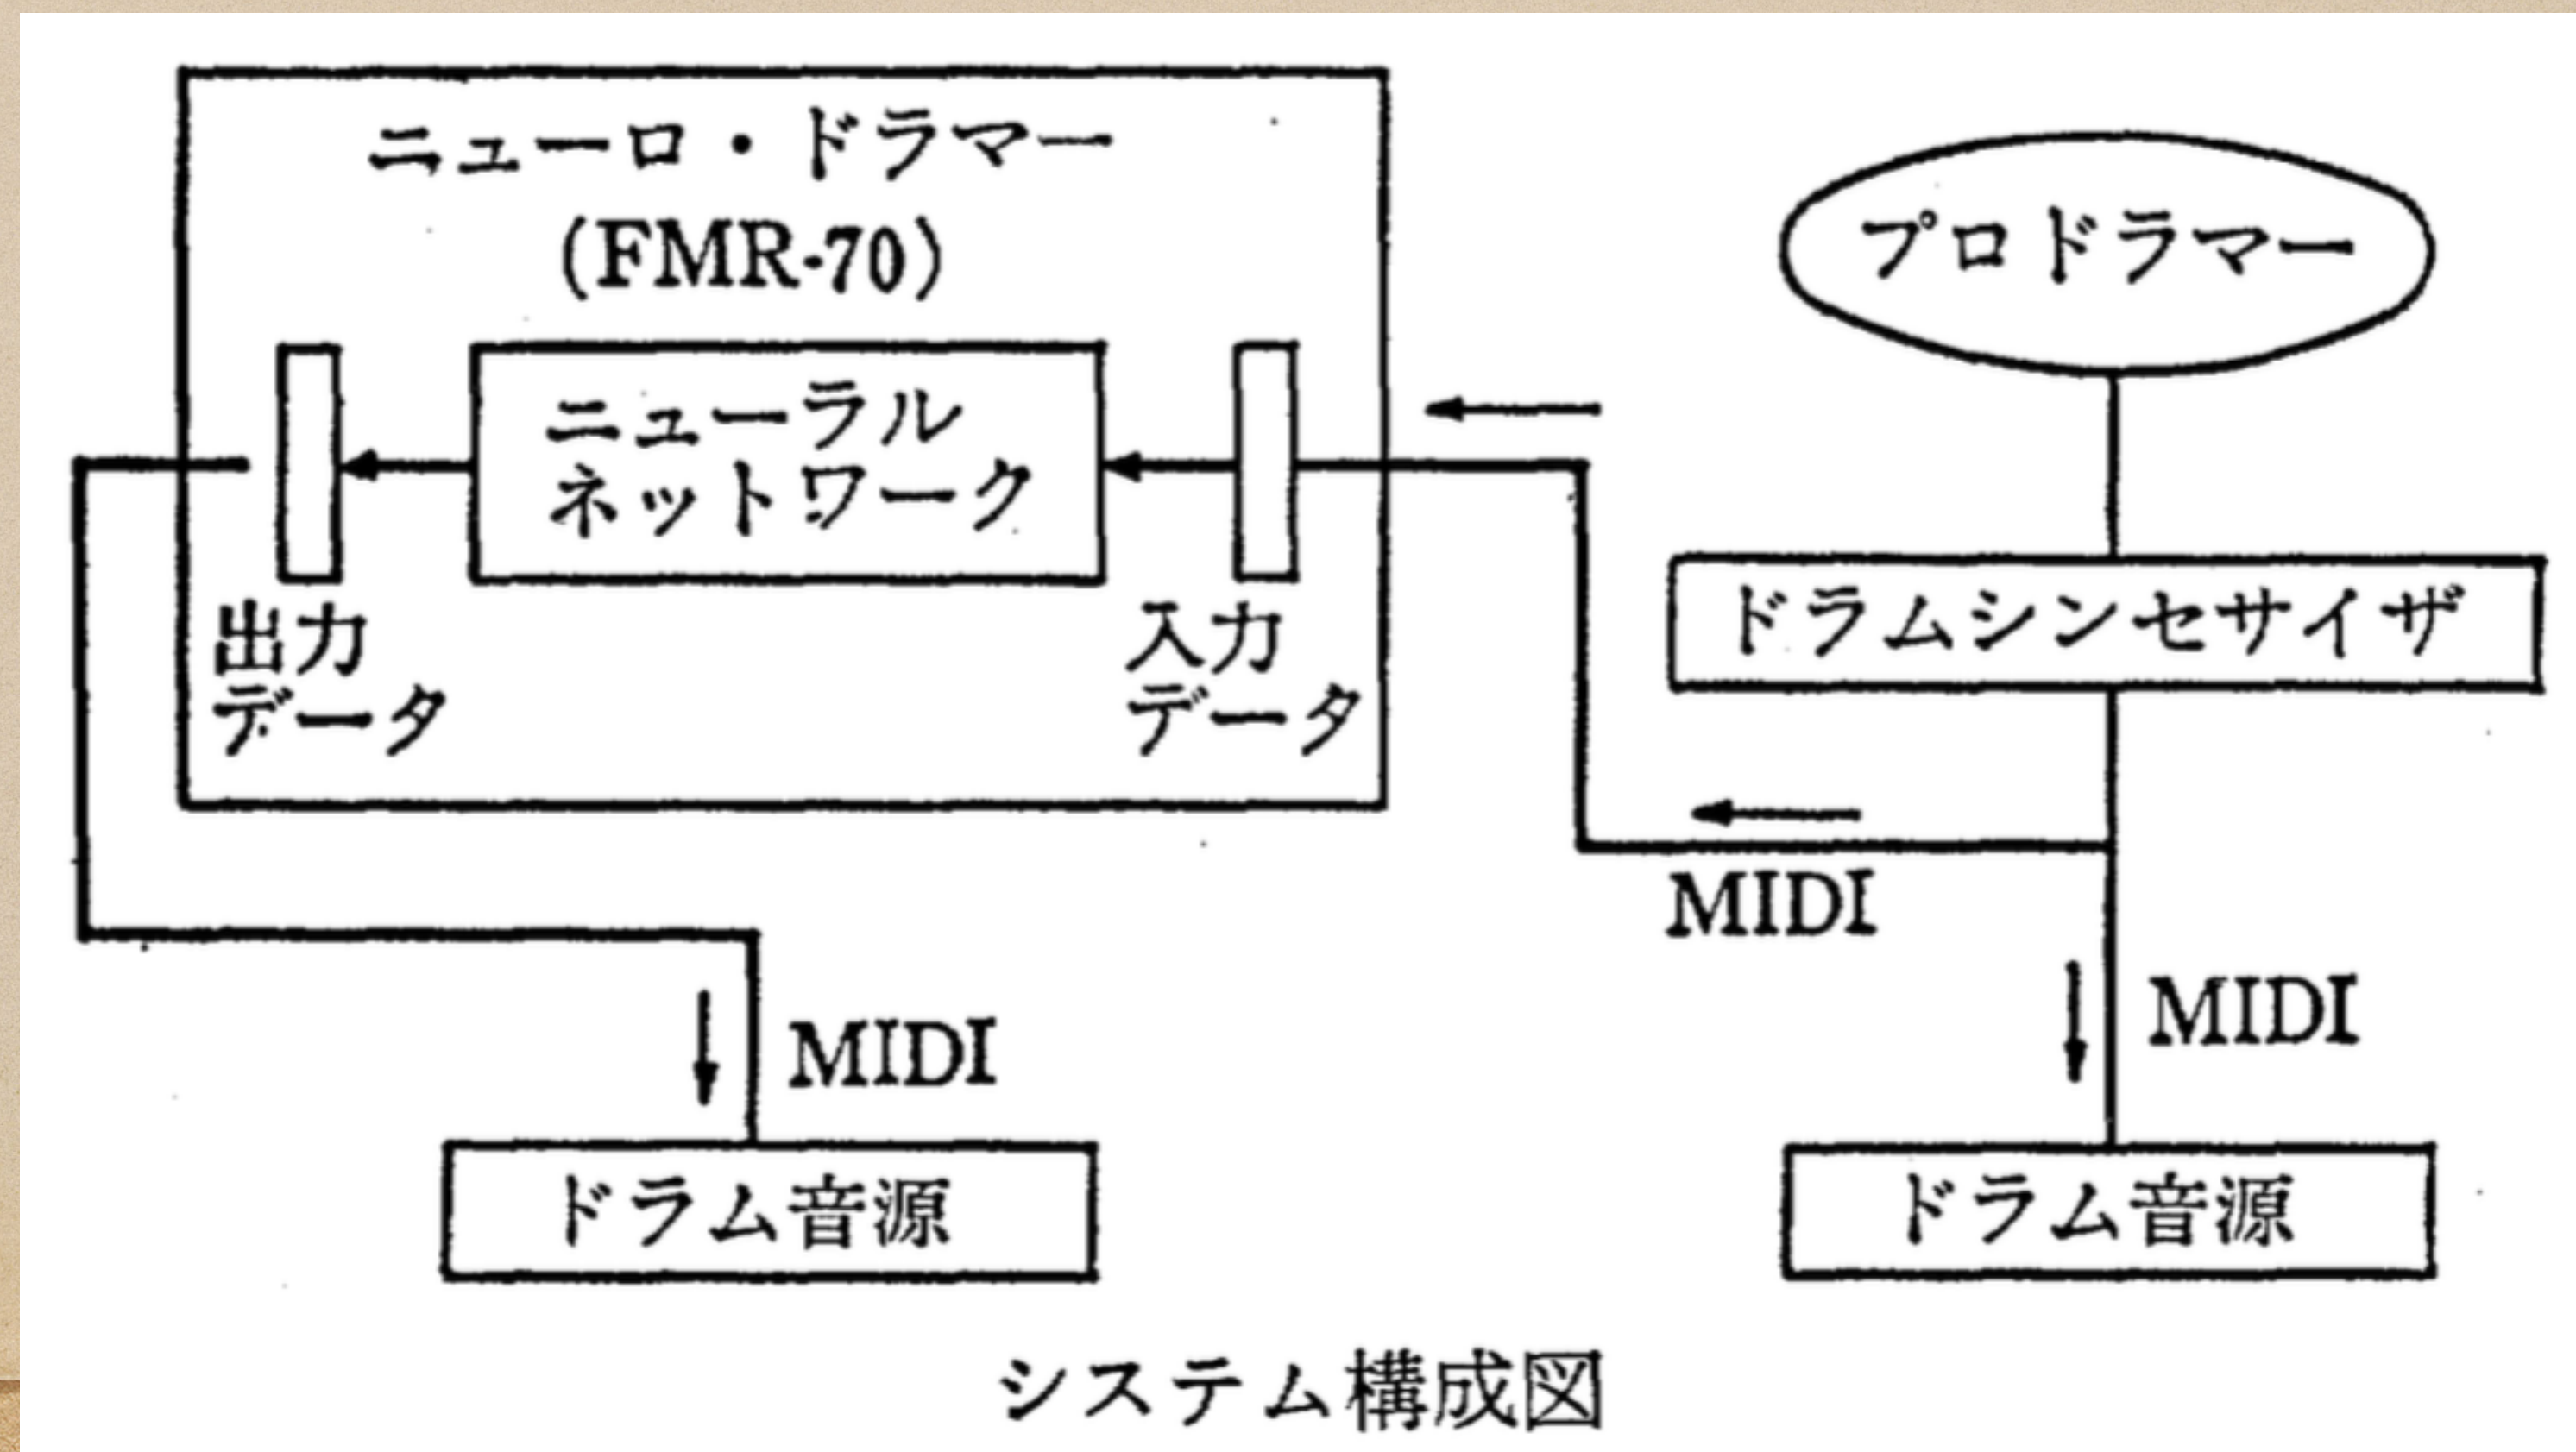 ニューロ・ドラマー
(FMR-70)
プロドラマー
ニューラル
ネットワーク
出力
データ
入力
データ
ドラムシンセサイザ
MIDI
MIDI
MIDI
ドラム音源
ドラム音源
システム構成図